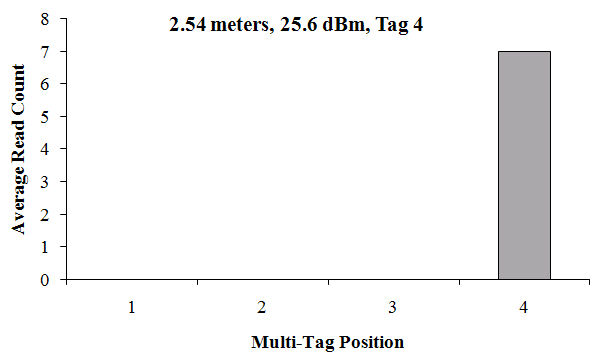 2.54 meters, 25.6 dBm, Tag 4
Average Read Count
8
7
6
5
4
3
2
1
0
1 2 3 4
Multi-Tag Position